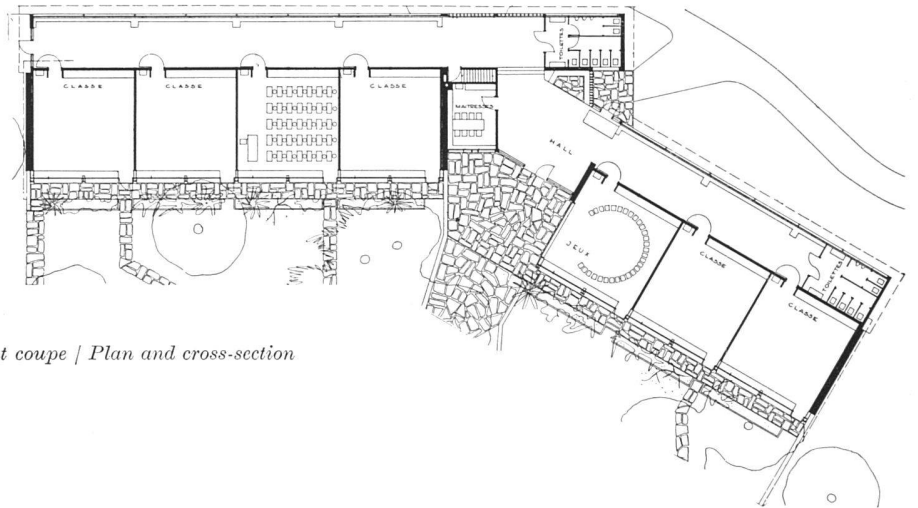 TOILETTES
CLASSE
CLASSE
CLASSE
MAITRESSES
HALL
JEUX
CLASSE
TOILETTES
CLASSE
t coupe / Plan and cross-section